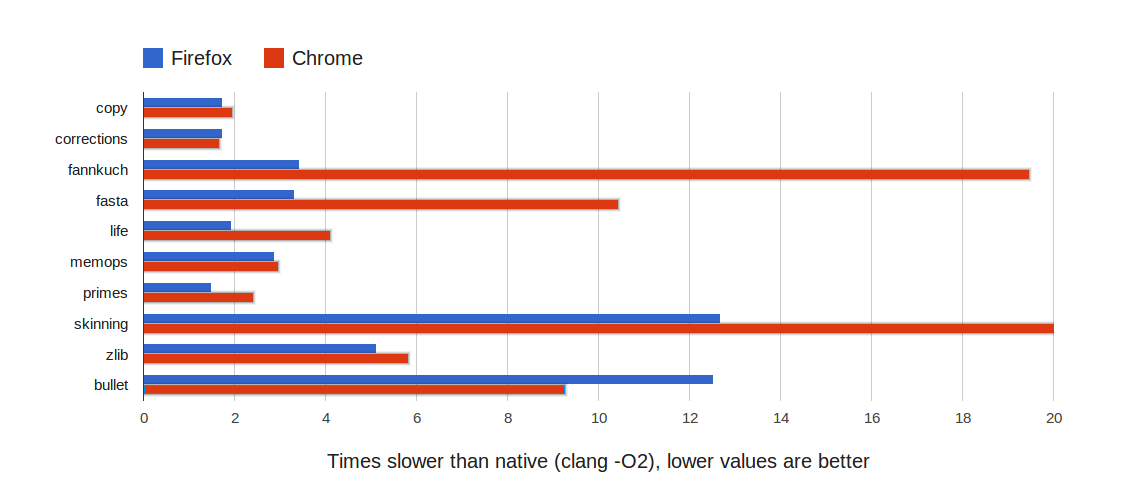 Firefox Chrome
copy
corrections
fannkuch
fasta
life
memops
primes
skinning
zlib
bullet
0 2 4 6 8 10 12 14 16 18 20
Times slower than native (clang -O2), lower values are better